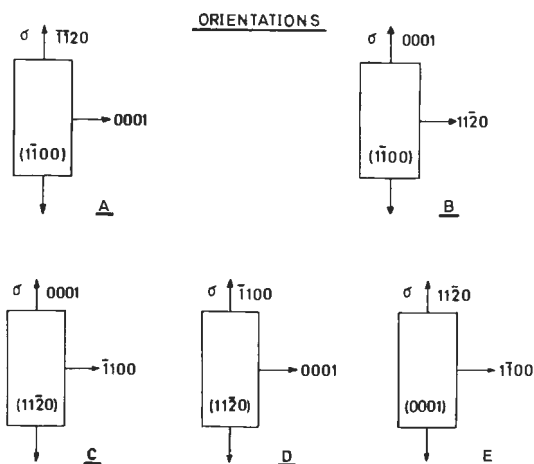 ORIENTATIONS
σ 1̄1̄20
0001
(11̄00)
A
σ 0001
112̄0
(11̄00)
B
σ 0001
1̄100
(112̄0)
C
σ 1̄100
0001
(112̄0)
D
σ 112̄0
11̄00
(0001)
E